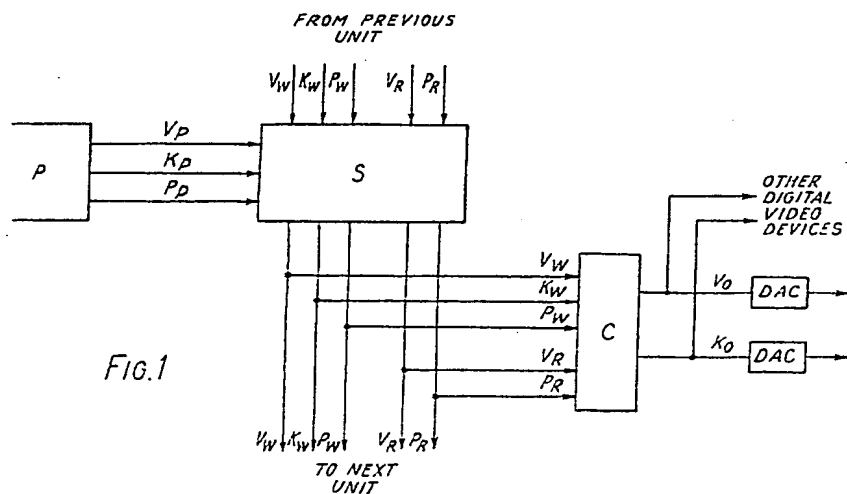 FROM PREVIOUS
UNIT
VW KW PW VR PR
P
VP
KP
PP
S
OTHER
DIGITAL
VIDEO
DEVICES
VW
KW
PW
VR
PR
C
VO DAC
KO DAC
FIG.1
VW KW PW VR PR
TO NEXT
UNIT